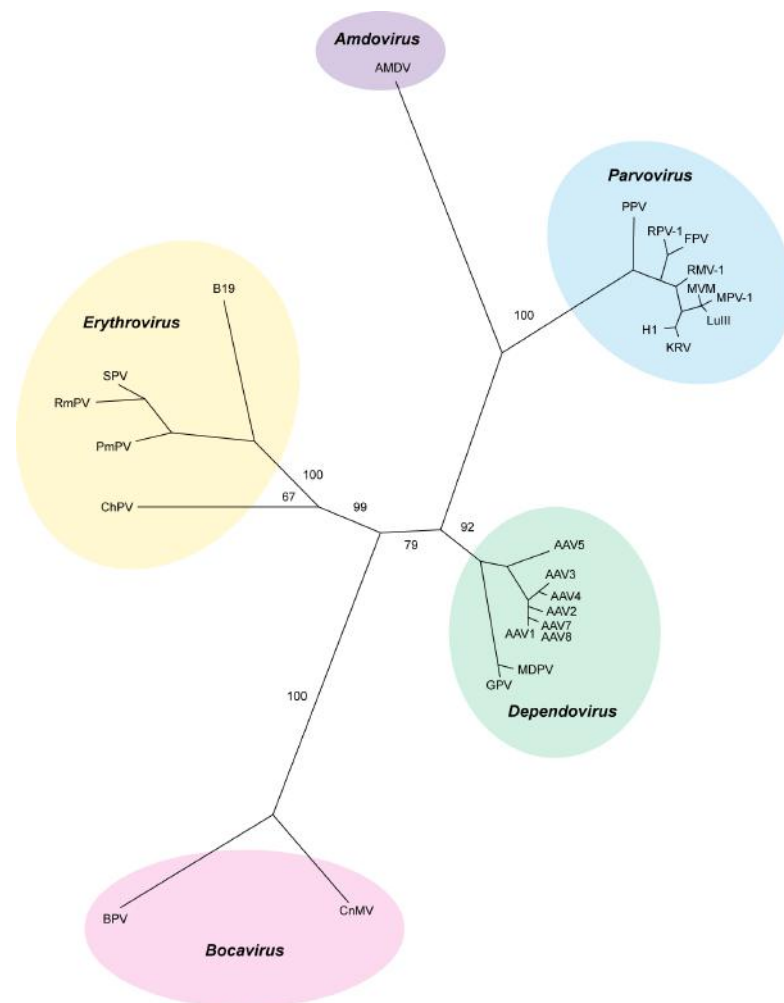 Amdovirus
AMDV
Parvovirus
PPV
RPV-1
FPV
RMV-1
MVM
MPV-1
LuIII
H1
KRV
100
B19
Erythrovirus
SPV
RmPV
PmPV
ChPV
100
67
99
79
92
AAV5
AAV3
AAV4
AAV2
AAV7
AAV1
AAV8
MDPV
GPV
Dependovirus
100
BPV
CnMV
Bocavirus